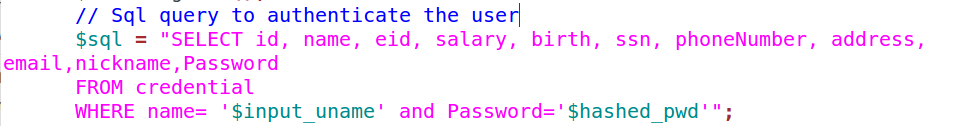 // Sql query to authenticate the user
$sql = "SELECT id, name, eid, salary, birth, ssn, phoneNumber, address,
email,nickname,Password
FROM credential
WHERE name= '$input_uname' and Password='$hashed_pwd'";